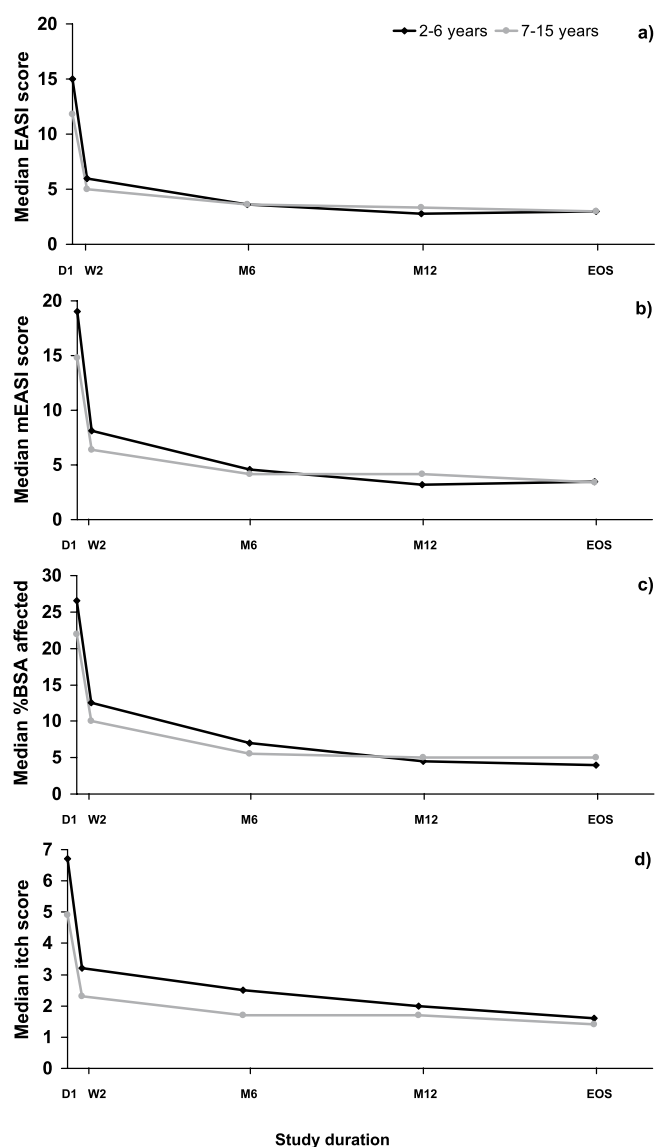 2-6 years 7-15 years a)
Median EASI score
20
15
10
5
0
D1 W2 M6 M12 EOS
b)
Median mEASI score
20
15
10
5
0
D1 W2 M6 M12 EOS
c)
Median %BSA affected
30
25
20
15
10
5
0
D1 W2 M6 M12 EOS
d)
Median itch score
7
6
5
4
3
2
1
0
D1 W2 M6 M12 EOS
Study duration